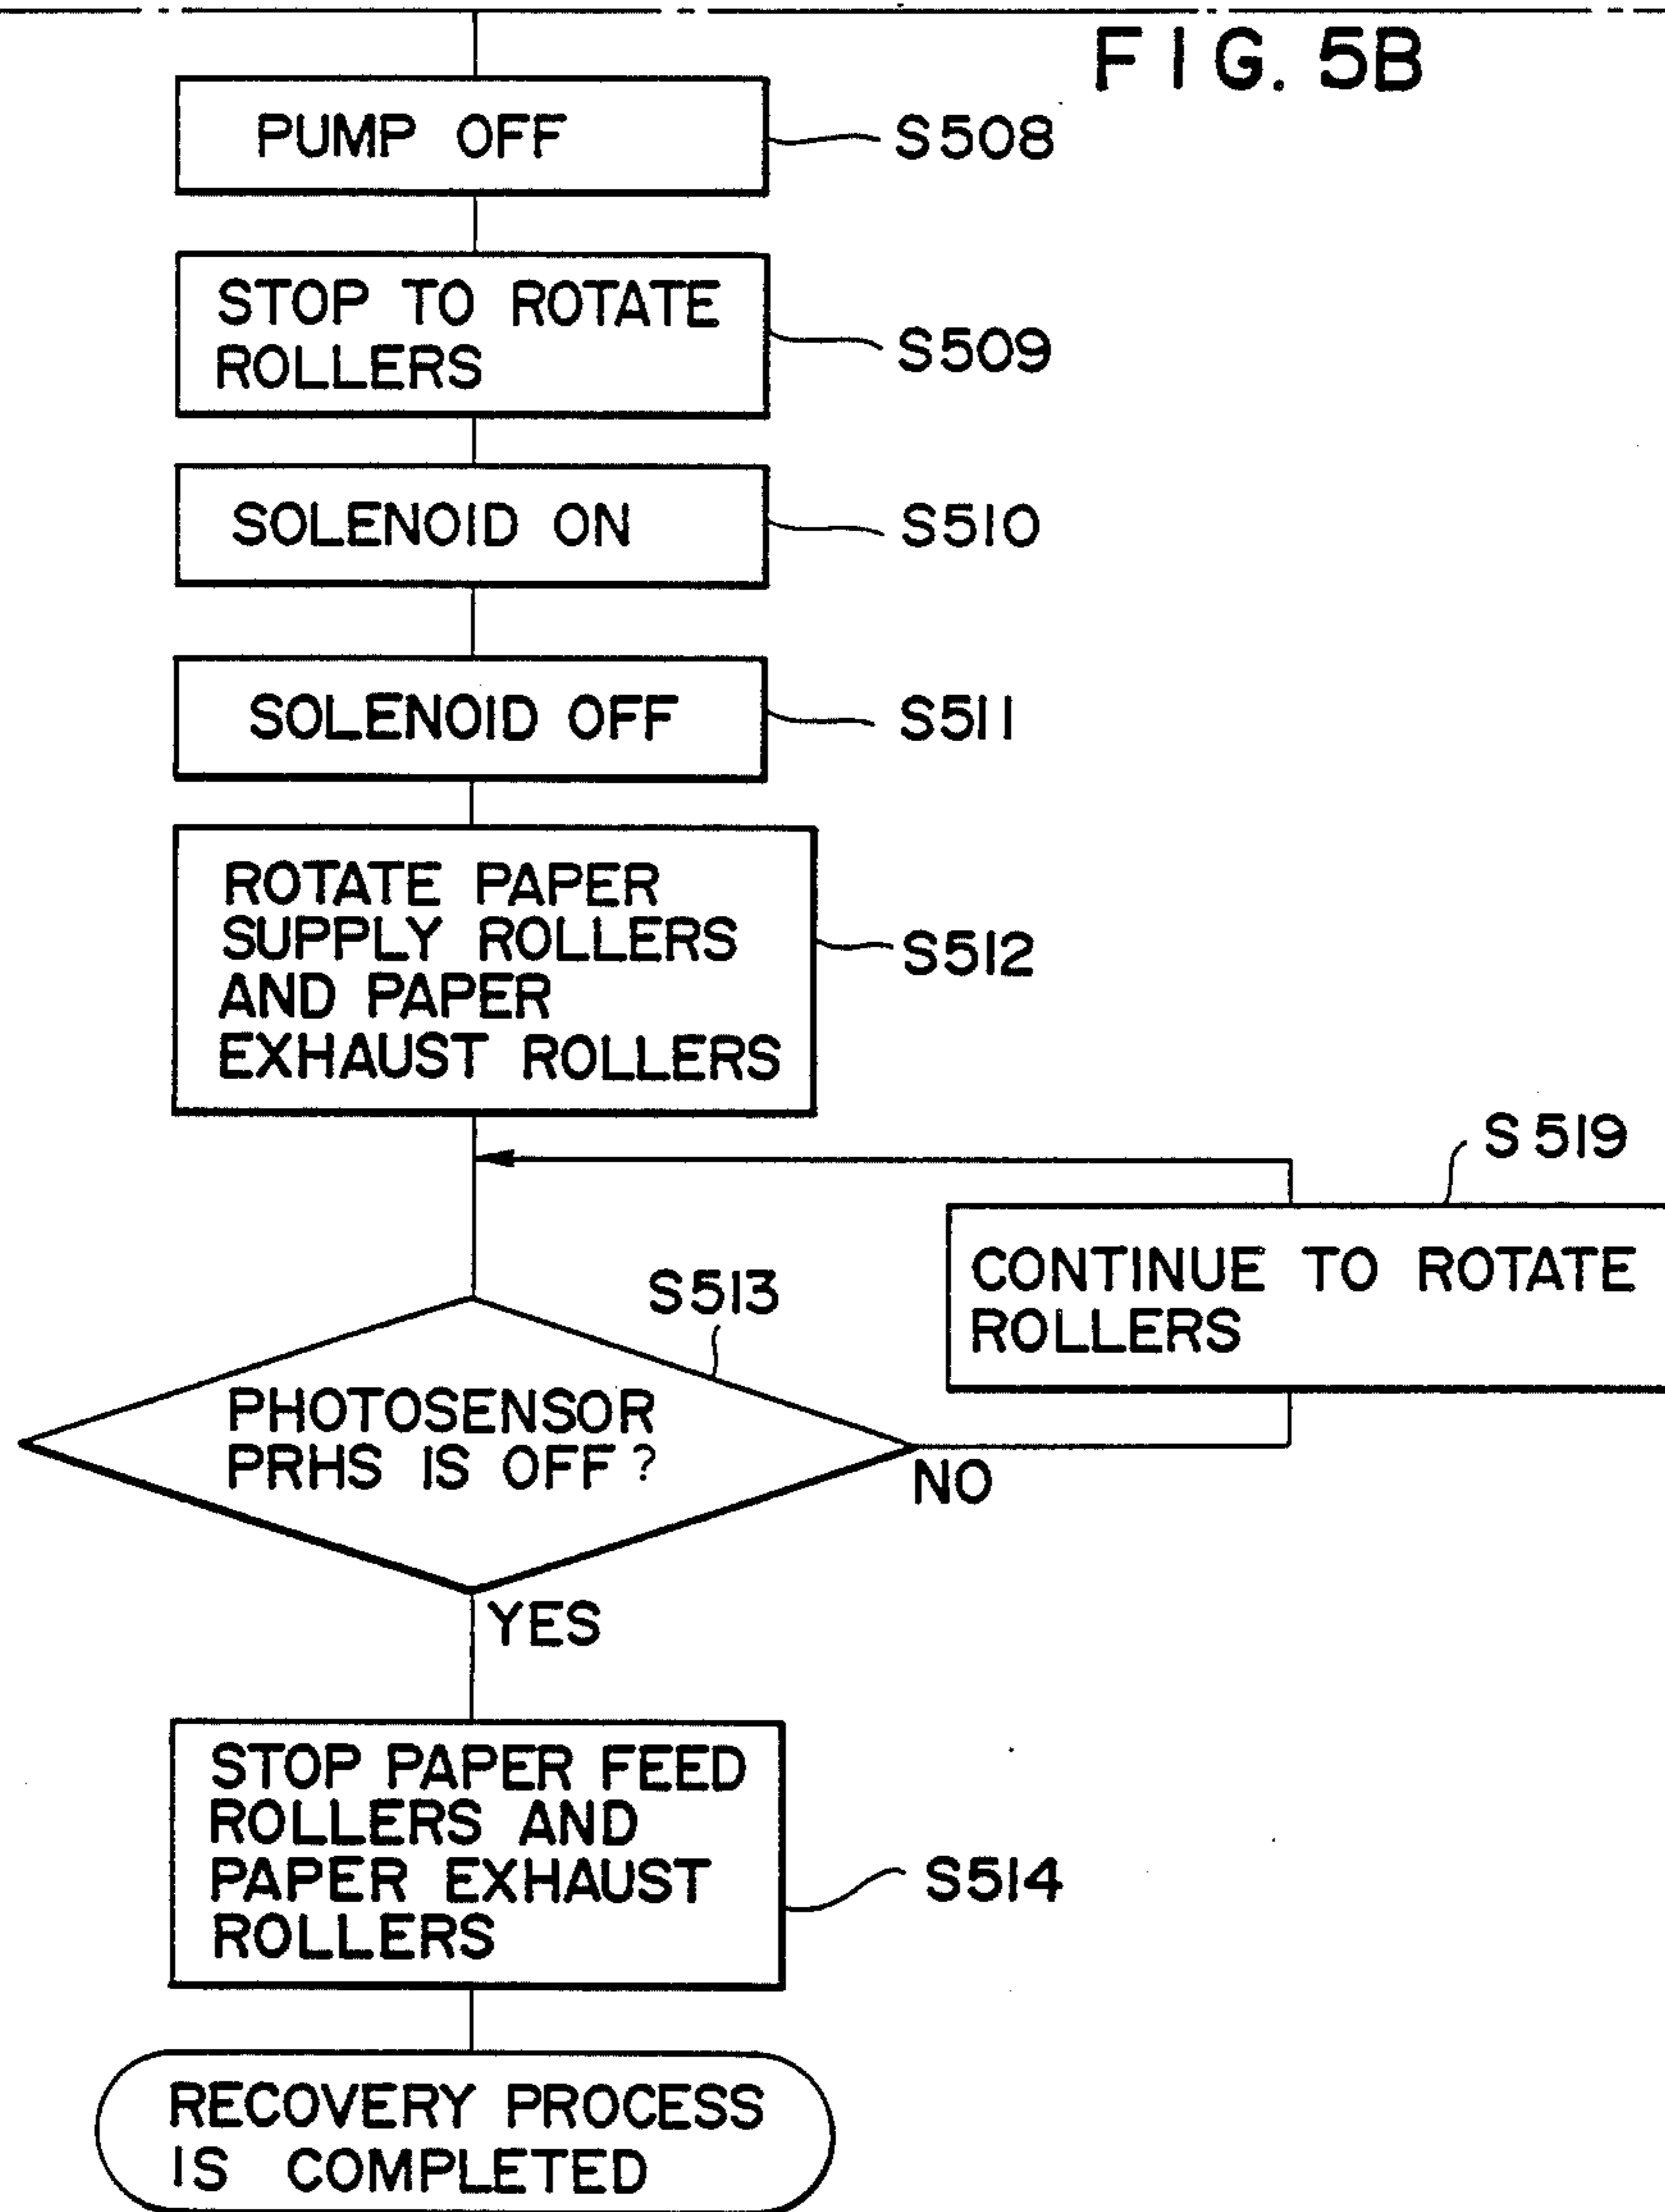 FIG. 5B
PUMP OFF
S508
STOP TO ROTATE
ROLLERS
S509
SOLENOID ON
S510
SOLENOID OFF
S511
ROTATE PAPER
SUPPLY ROLLERS
AND PAPER
EXHAUST ROLLERS
S512
S519
CONTINUE TO ROTATE
ROLLERS
S513
PHOTOSENSOR
PRHS IS OFF?
NO
YES
STOP PAPER FEED
ROLLERS AND
PAPER EXHAUST
ROLLERS
S514
RECOVERY PROCESS
IS COMPLETED